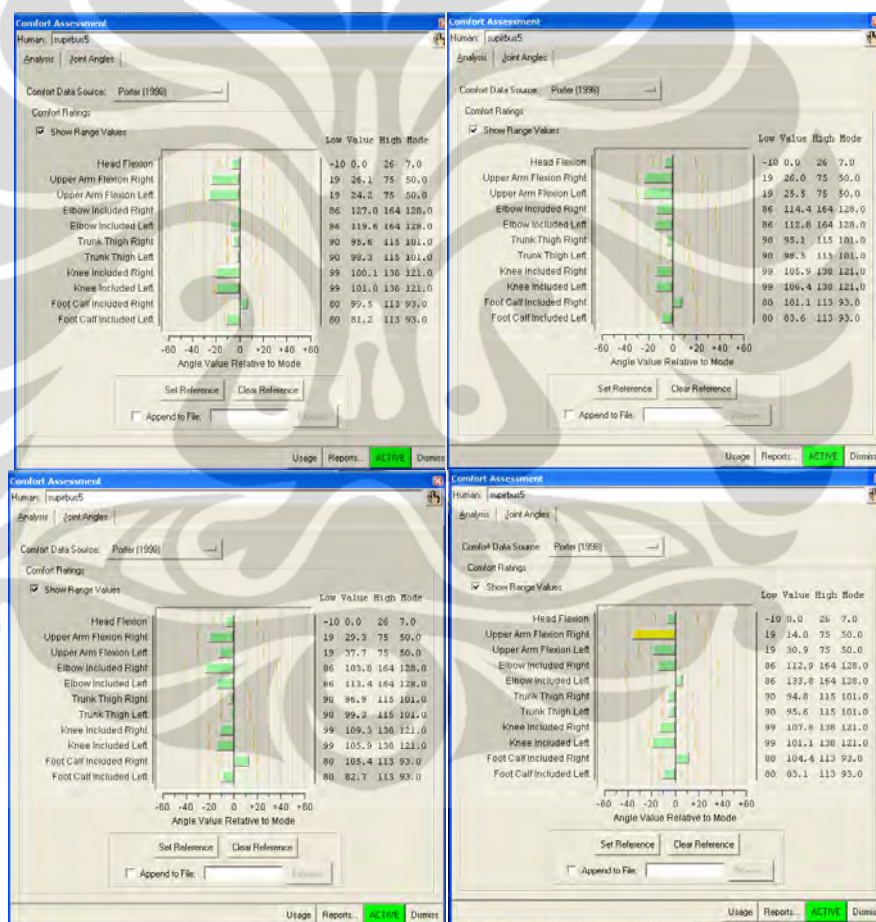 Comfort Assessment
Human: supirbus5
Analysis Joint Angles
Comfort Data Source: Porter (1998)
Comfort Ratings
Show Range Values
Low Value High Mode
Head Flexion -10 0.0 26 7.0
Upper Arm Flexion Right 19 26.1 75 50.0
Upper Arm Flexion Left 19 24.2 75 50.0
Elbow Included Right 86 127.0 164 128.0
Elbow Included Left 86 119.6 164 128.0
Trunk Thigh Right 90 95.6 115 101.0
Trunk Thigh Left 90 98.3 115 101.0
Knee Included Right 99 100.1 138 121.0
Knee Included Left 99 101.0 138 121.0
Foot Calf Included Right 80 99.5 113 93.0
Foot Calf Included Left 80 81.2 113 93.0
-60 -40 -20 0 +20 +40 +60
Angle Value Relative to Mode
Set Reference Clear Reference
Append to File:
Usage Reports... ACTIVE Dismiss
Comfort Assessment
Human: supirbus5
Analysis Joint Angles
Comfort Data Source: Porter (1998)
Comfort Ratings
Show Range Values
Low Value High Mode
Head Flexion -10 0.0 26 7.0
Upper Arm Flexion Right 19 26.0 75 50.0
Upper Arm Flexion Left 19 25.5 75 50.0
Elbow Included Right 86 114.4 164 128.0
Elbow Included Left 86 112.8 164 128.0
Trunk Thigh Right 90 95.1 115 101.0
Trunk Thigh Left 90 98.5 115 101.0
Knee Included Right 99 105.9 138 121.0
Knee Included Left 99 106.4 138 121.0
Foot Calf Included Right 80 101.1 113 93.0
Foot Calf Included Left 80 83.6 113 93.0
-60 -40 -20 0 +20 +40 +60
Angle Value Relative to Mode
Set Reference Clear Reference
Append to File:
Usage Reports... ACTIVE Dismiss
Comfort Assessment
Human: supirbus5
Analysis Joint Angles
Comfort Data Source: Porter (1998)
Comfort Ratings
Show Range Values
Low Value High Mode
Head Flexion -10 0.0 26 7.0
Upper Arm Flexion Right 19 29.3 75 50.0
Upper Arm Flexion Left 19 37.7 75 50.0
Elbow Included Right 86 103.8 164 128.0
Elbow Included Left 86 113.4 164 128.0
Trunk Thigh Right 90 96.9 115 101.0
Trunk Thigh Left 90 99.3 115 101.0
Knee Included Right 99 109.3 138 121.0
Knee Included Left 99 105.9 138 121.0
Foot Calf Included Right 80 105.4 113 93.0
Foot Calf Included Left 80 82.7 113 93.0
-60 -40 -20 0 +20 +40 +60
Angle Value Relative to Mode
Set Reference Clear Reference
Append to File:
Usage Reports... ACTIVE Dismiss
Comfort Assessment
Human: supirbus5
Analysis Joint Angles
Comfort Data Source: Porter (1998)
Comfort Ratings
Show Range Values
Low Value High Mode
Head Flexion -10 0.0 26 7.0
Upper Arm Flexion Right 19 14.0 75 50.0
Upper Arm Flexion Left 19 30.9 75 50.0
Elbow Included Right 86 112.9 164 128.0
Elbow Included Left 86 133.8 164 128.0
Trunk Thigh Right 90 94.8 115 101.0
Trunk Thigh Left 90 95.6 115 101.0
Knee Included Right 99 107.8 138 121.0
Knee Included Left 99 101.1 138 121.0
Foot Calf Included Right 80 104.4 113 93.0
Foot Calf Included Left 80 83.1 113 93.0
-60 -40 -20 0 +20 +40 +60
Angle Value Relative to Mode
Set Reference Clear Reference
Append to File:
Usage Reports... ACTIVE Dismiss